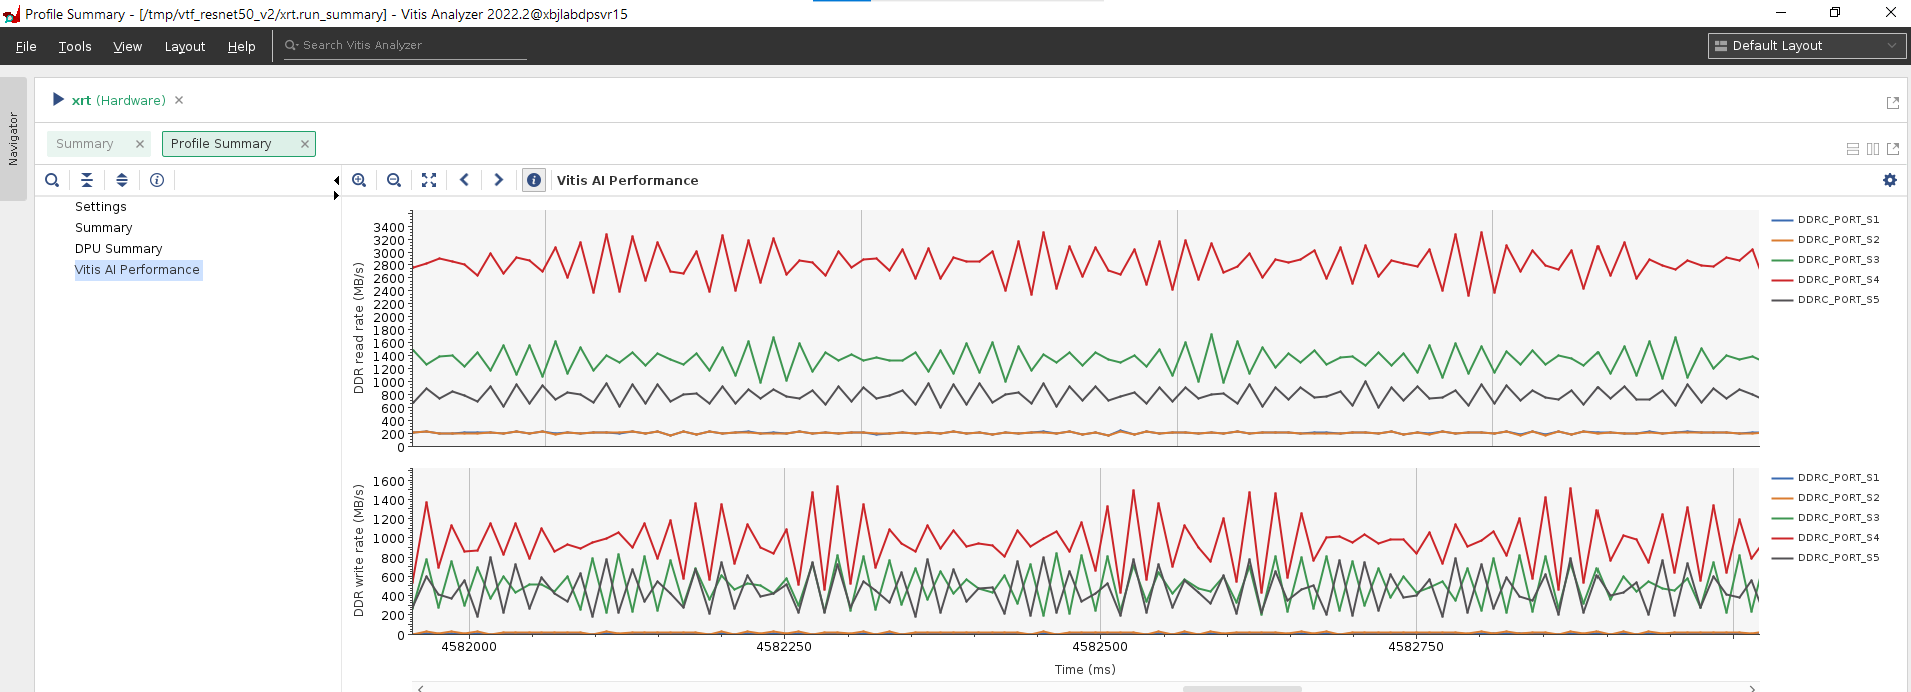 Profile Summary - [/tmp/vtf_resnet50_v2/xrt.run_summary] - Vitis Analyzer 2022.2@xbjlabdpsvr15
File Tools View Layout Help Search Vitis Analyzer Default Layout
Navigator
xrt (Hardware)
Summary Profile Summary
Vitis AI Performance
Settings
Summary
DPU Summary
Vitis AI Performance
DDR read rate (MB/s)
3400
3200
3000
2800
2600
2400
2200
2000
1800
1600
1400
1200
1000
800
600
400
200
0
DDRC_PORT_S1
DDRC_PORT_S2
DDRC_PORT_S3
DDRC_PORT_S4
DDRC_PORT_S5
DDR write rate (MB/s)
1600
1400
1200
1000
800
600
400
200
0
DDRC_PORT_S1
DDRC_PORT_S2
DDRC_PORT_S3
DDRC_PORT_S4
DDRC_PORT_S5
4582000 4582250 4582500 4582750
Time (ms)